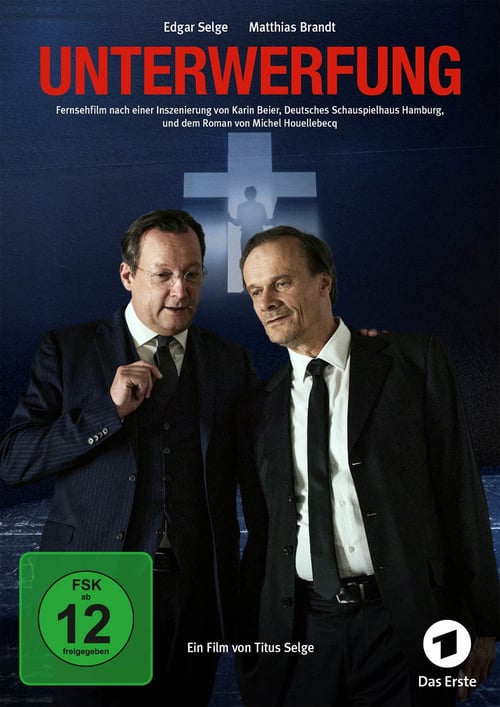 Edgar Selge Matthias Brandt
UNTERWERFUNG
Fernsehfilm nach einer Inszenierung von Karin Beier, Deutsches Schauspielhaus Hamburg,
und dem Roman von Michel Houellebecq
FSK
ab
12
freigegeben
Ein Film von Titus Selge
1
Das Erste